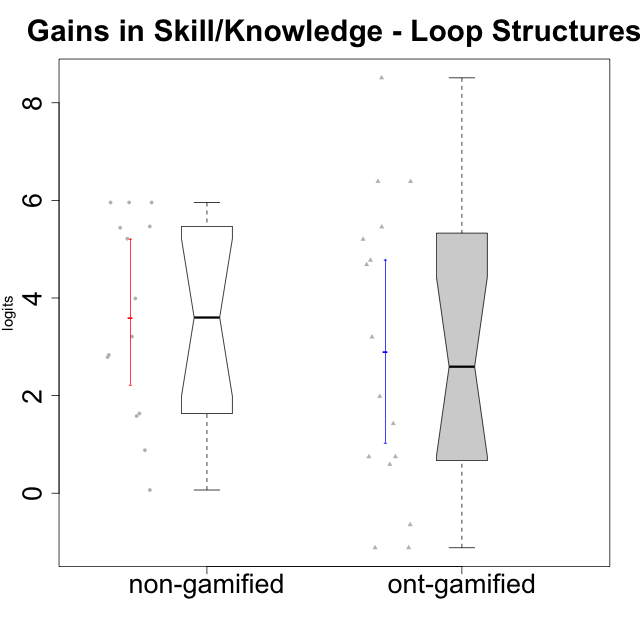 Gains in Skill/Knowledge - Loop Structures
8
6
4
2
0
logits
non-gamified
ont-gamified